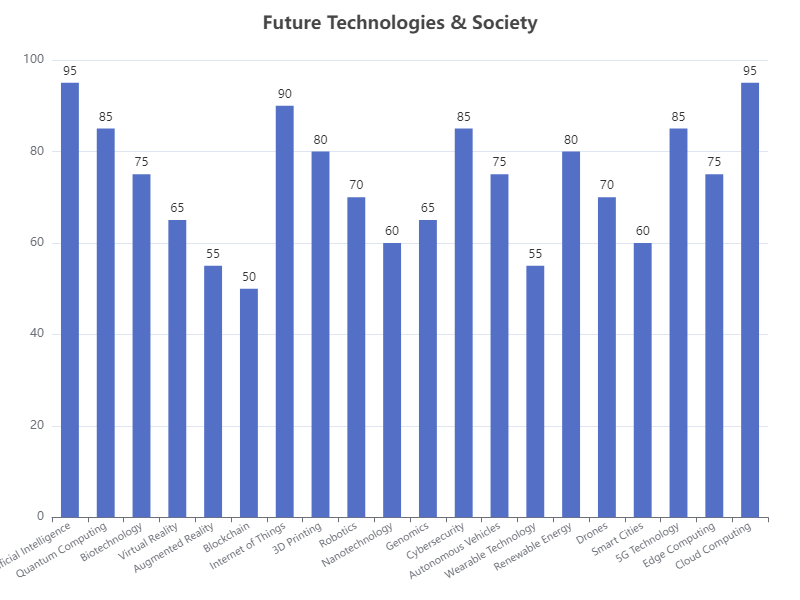 Future Technologies & Society
100
80
60
40
20
0
95
85
75
65
55
50
90
80
70
60
65
85
75
55
80
70
60
85
75
95
ficial Intelligence
Quantum Computing
Biotechnology
Virtual Reality
Augmented Reality
Blockchain
Internet of Things
3D Printing
Robotics
Nanotechnology
Genomics
Cybersecurity
Autonomous Vehicles
Wearable Technology
Renewable Energy
Drones
Smart Cities
5G Technology
Edge Computing
Cloud Computing